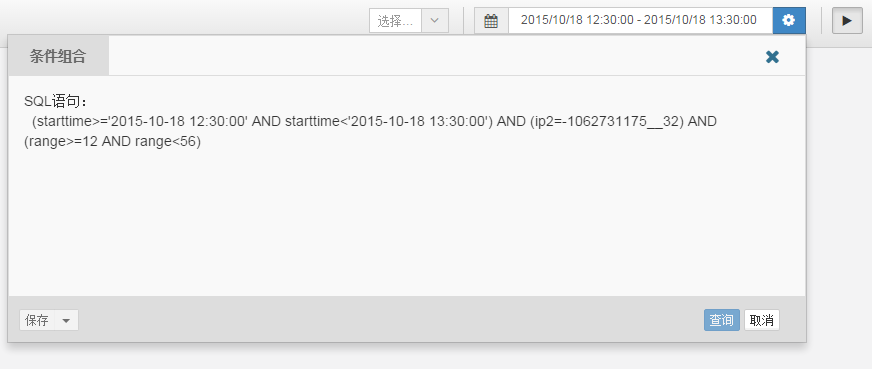 选择...
2015/10/18 12:30:00 - 2015/10/18 13:30:00
条件组合
SQL语句：
(starttime>='2015-10-18 12:30:00' AND starttime<'2015-10-18 13:30:00') AND (ip2=-1062731175__32) AND
(range>=12 AND range<56)
保存
查询 取消